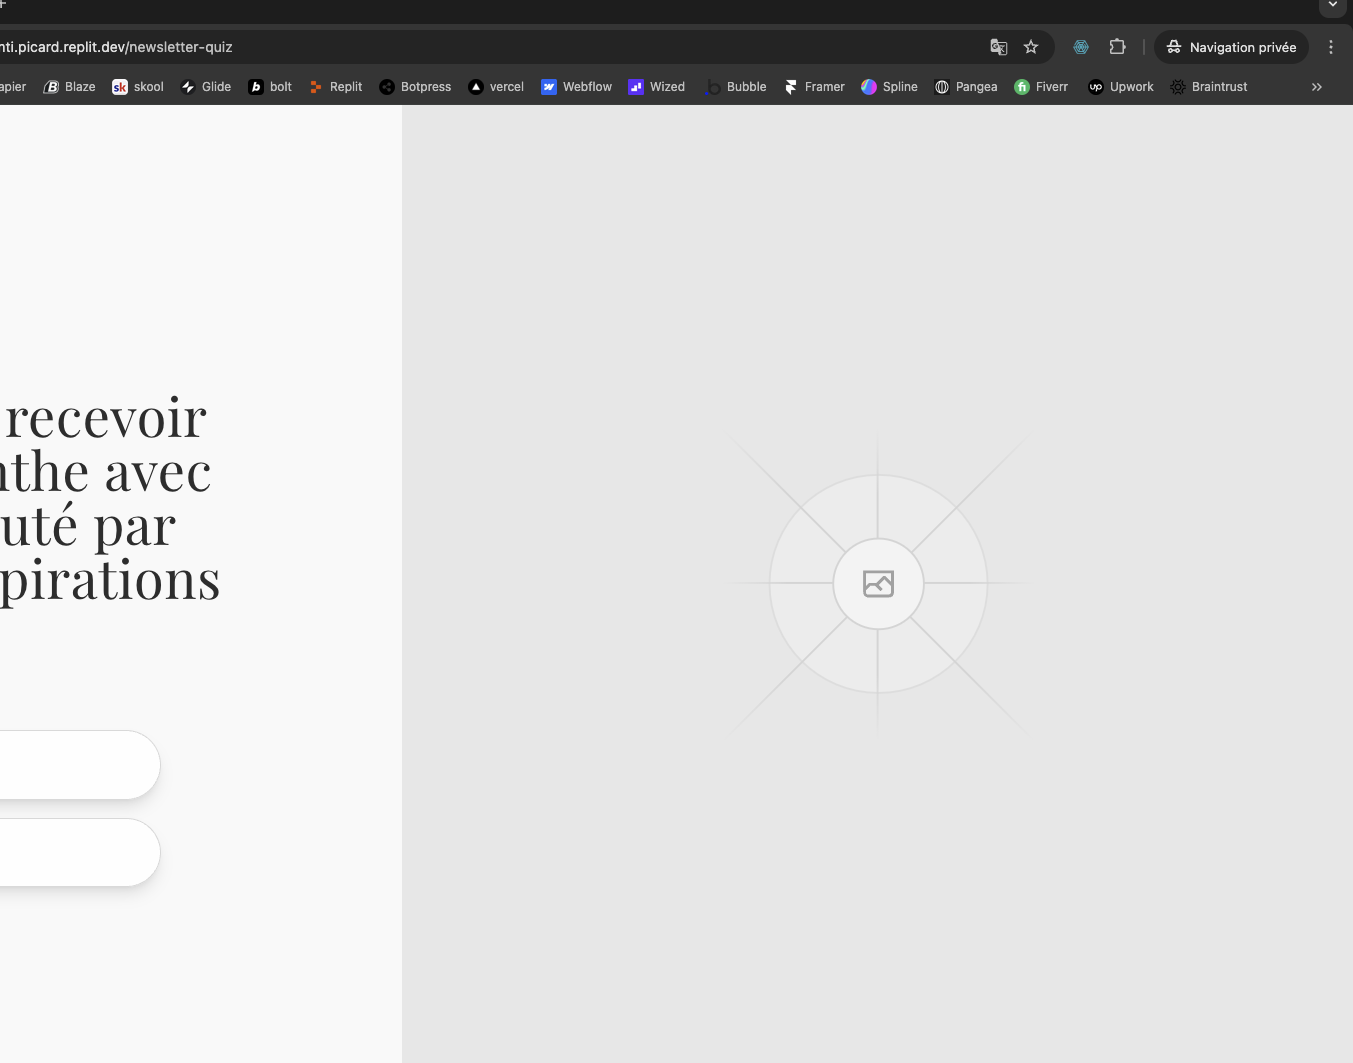 nti.picard.replit.dev/newsletter-quiz
Navigation privée
apier Blaze skool Glide bolt Replit Botpress vercel Webflow Wized Bubble Framer Spline Pangea Fiverr Upwork Braintrust
recevoir
nthe avec
uté par
pirations